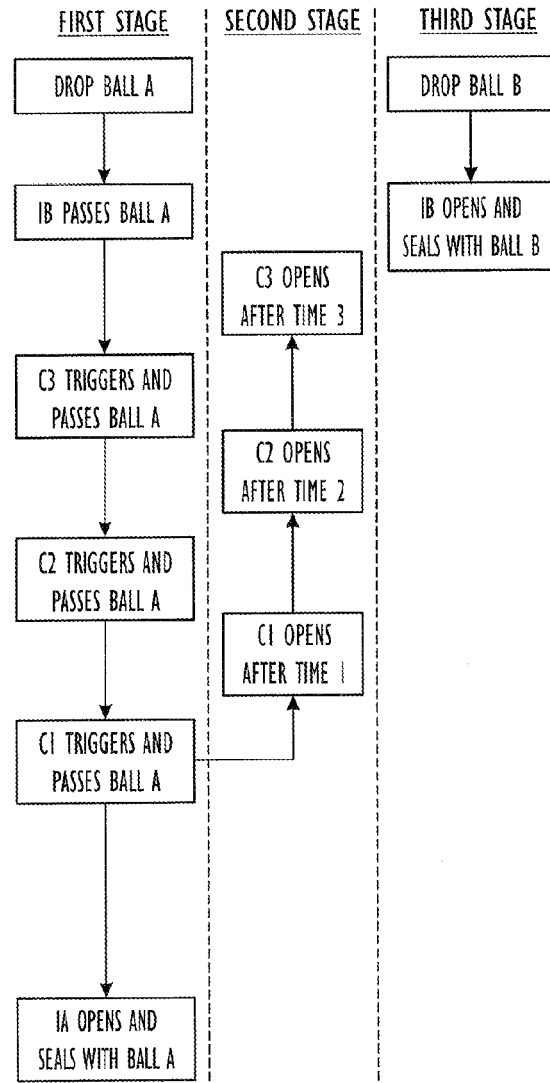 FIRST STAGE
DROP BALL A
IB PASSES BALL A
C3 TRIGGERS AND
PASSES BALL A
C2 TRIGGERS AND
PASSES BALL A
C1 TRIGGERS AND
PASSES BALL A
IA OPENS AND
SEALS WITH BALL A
SECOND STAGE
C3 OPENS
AFTER TIME 3
C2 OPENS
AFTER TIME 2
C1 OPENS
AFTER TIME 1
THIRD STAGE
DROP BALL B
IB OPENS AND
SEALS WITH BALL B